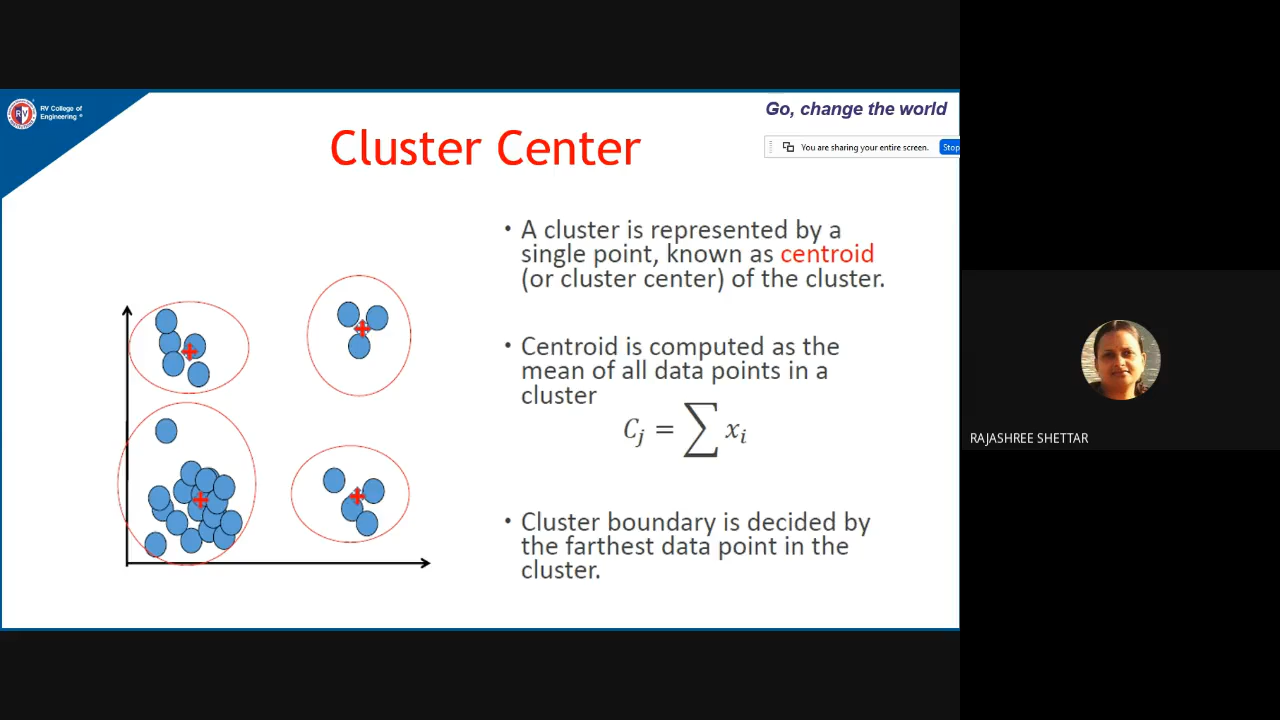 RV College of
Engineering ®
Go, change the world
Cluster Center
You are sharing your entire screen.
Stop
• A cluster is represented by a
single point, known as centroid
(or cluster center) of the cluster.
• Centroid is computed as the
mean of all data points in a
cluster
C_j = ∑ x_i
• Cluster boundary is decided by
the farthest data point in the
cluster.
RAJASHREE SHETTAR